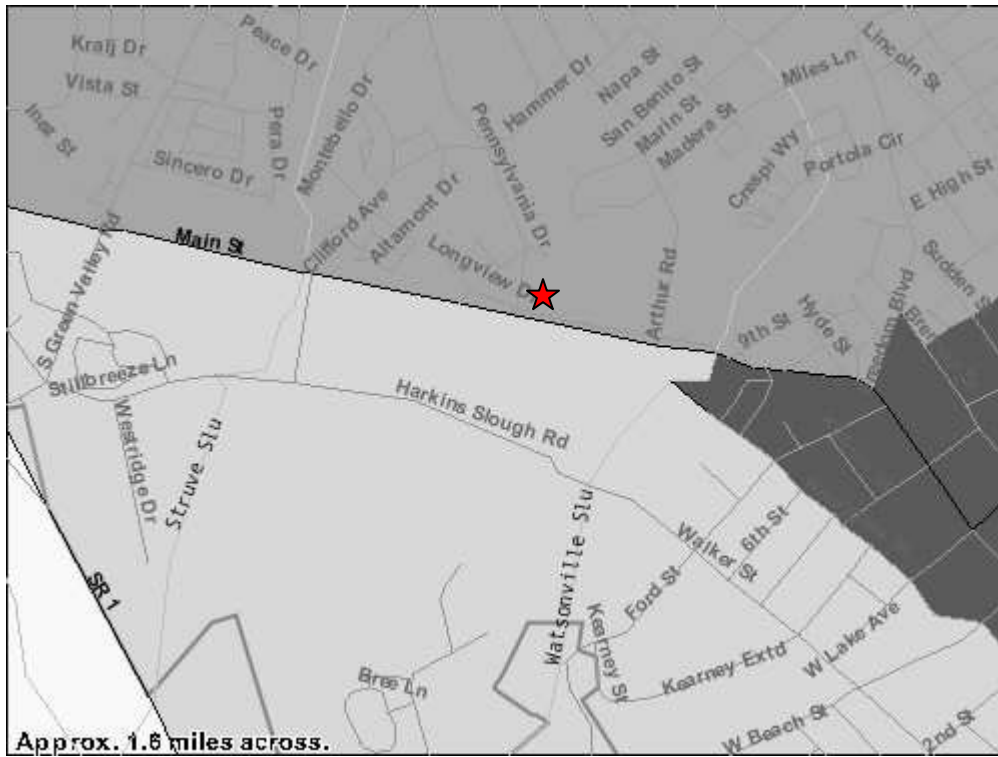 Kralj Dr
Peace Dr
Vista St
Inez St
Sincero Dr
Pera Dr
Montebello Dr
Clifford Ave
Altamont Dr
Longview D
Pennsylvania Dr
Hammer Dr
Napa St
San Benito St
Marin St
Madera St
Miles Ln
Lincoln St
Crespi Wy
Portola Cir
E High St
Sudden S
Arthur Rd
9th St
Hyde St
reedom Blvd
Bre
Main St
S Green Valley Rd
Stillbreeze Ln
Westridge Dr
Struve Slu
Harkins Slough Rd
Watsonville Slu
Walker St
6th St
Ford St
Kearney St
Kearney Extd
W Lake Ave
W Beach St
2nd St
Bree Ln
SR 1
Approx. 1.6 miles across.